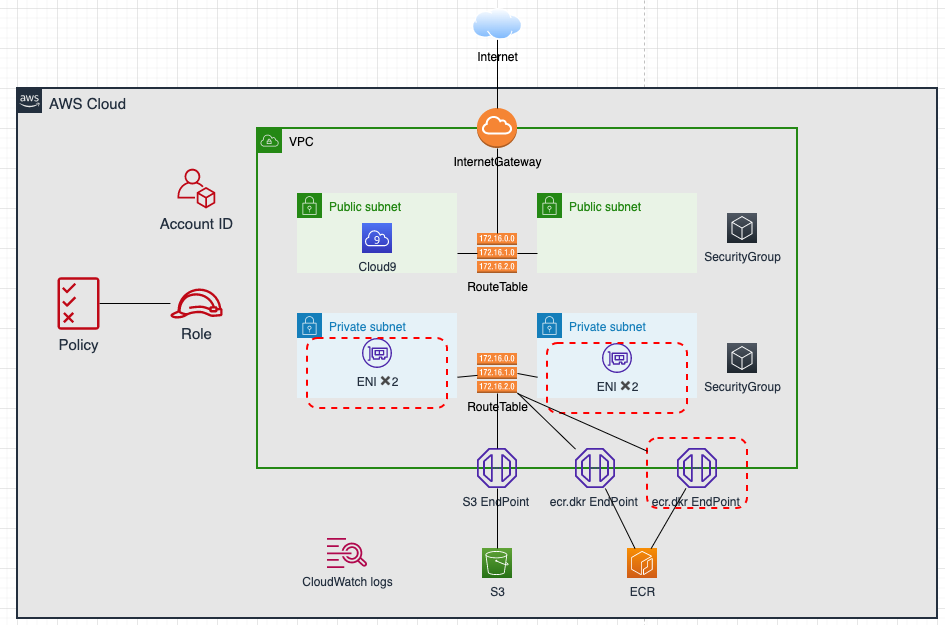 Internet
aws
AWS Cloud
VPC
InternetGateway
Account ID
Public subnet
Public subnet
9
Cloud9
172.16.0.0
172.16.1.0
172.16.2.0
RouteTable
SecurityGroup
Policy
Role
Private subnet
Private subnet
ENI ✖2
ENI ✖2
172.16.0.0
172.16.1.0
172.16.2.0
RouteTable
SecurityGroup
S3 EndPoint
ecr.dkr EndPoint
ecr.dkr EndPoint
CloudWatch logs
S3
ECR